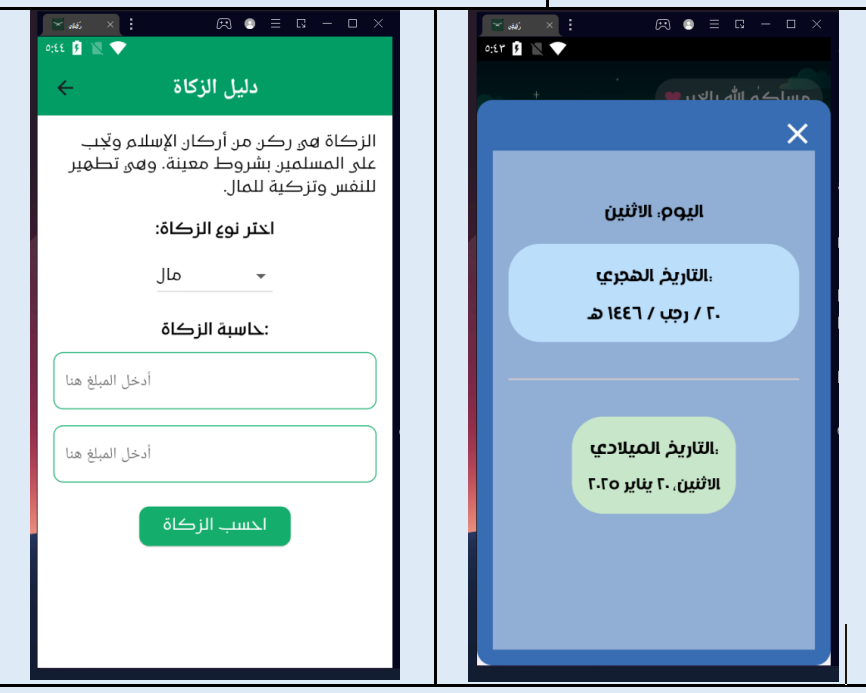 ٥:٤٤
دليل الزكاة
الزكاة هي ركن من أركان الإسلام وتجب
على المسلمين بشروط معينة. وهي تطهير
للنفس وتزكية للمال.
اختر نوع الزكاة:
مال
:حاسبة الزكاة
أدخل المبلغ هنا
أدخل المبلغ هنا
احسب الزكاة
٥:٤٣
مساكم الله بالخير
اليوم: الاثنين
:التاريخ الهجري
٢٠ / رجب / ١٤٤٦ هـ
:التاريخ الميلادي
الاثنين، ٢٠ يناير ٢٠٢٥